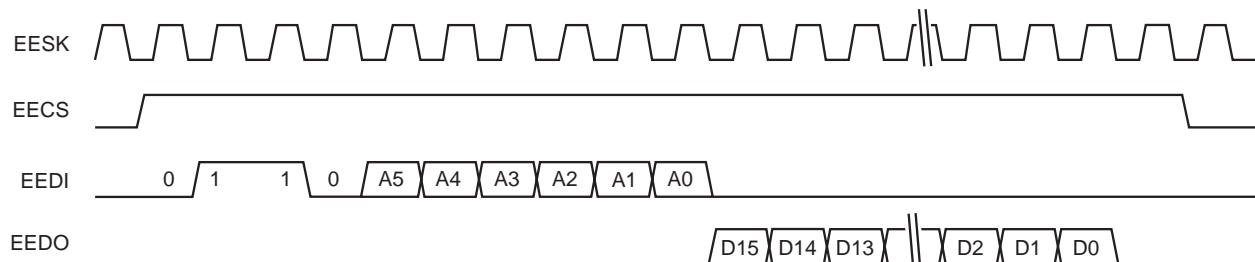 EESK
EECS
EEDI 0 1 1 0 A5 A4 A3 A2 A1 A0
EEDO D15 D14 D13 D2 D1 D0